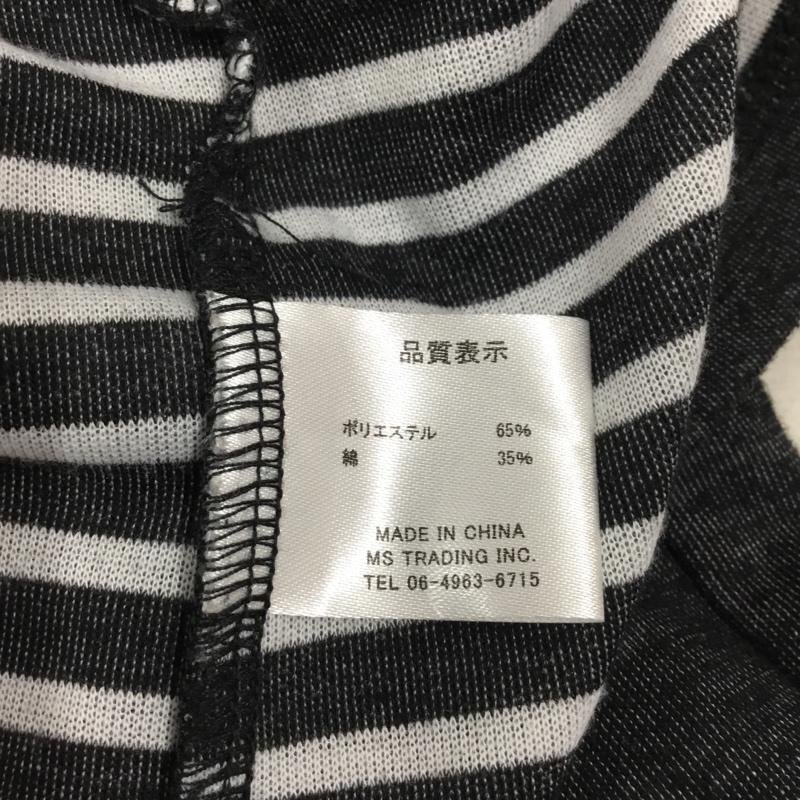 品質表示
ポリエステル 65%
綿 35%
MADE IN CHINA
MS TRADING INC.
TEL 06-4963-6715